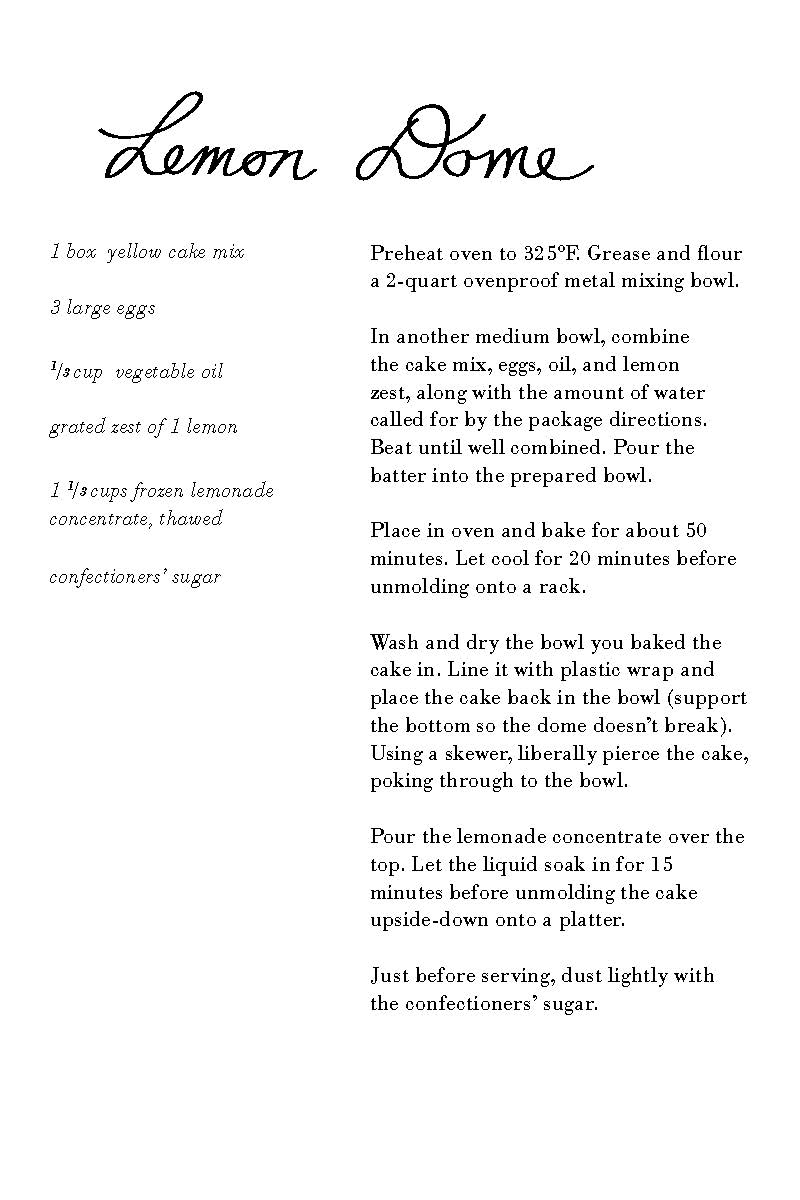 Lemon Dome
1 box yellow cake mix
3 large eggs
1/3 cup vegetable oil
grated zest of 1 lemon
1 1/3 cups frozen lemonade
concentrate, thawed
confectioners’ sugar
Preheat oven to 325ºF. Grease and flour
a 2-quart ovenproof metal mixing bowl.
In another medium bowl, combine
the cake mix, eggs, oil, and lemon
zest, along with the amount of water
called for by the package directions.
Beat until well combined. Pour the
batter into the prepared bowl.
Place in oven and bake for about 50
minutes. Let cool for 20 minutes before
unmolding onto a rack.
Wash and dry the bowl you baked the
cake in. Line it with plastic wrap and
place the cake back in the bowl (support
the bottom so the dome doesn’t break).
Using a skewer, liberally pierce the cake,
poking through to the bowl.
Pour the lemonade concentrate over the
top. Let the liquid soak in for 15
minutes before unmolding the cake
upside-down onto a platter.
Just before serving, dust lightly with
the confectioners’ sugar.